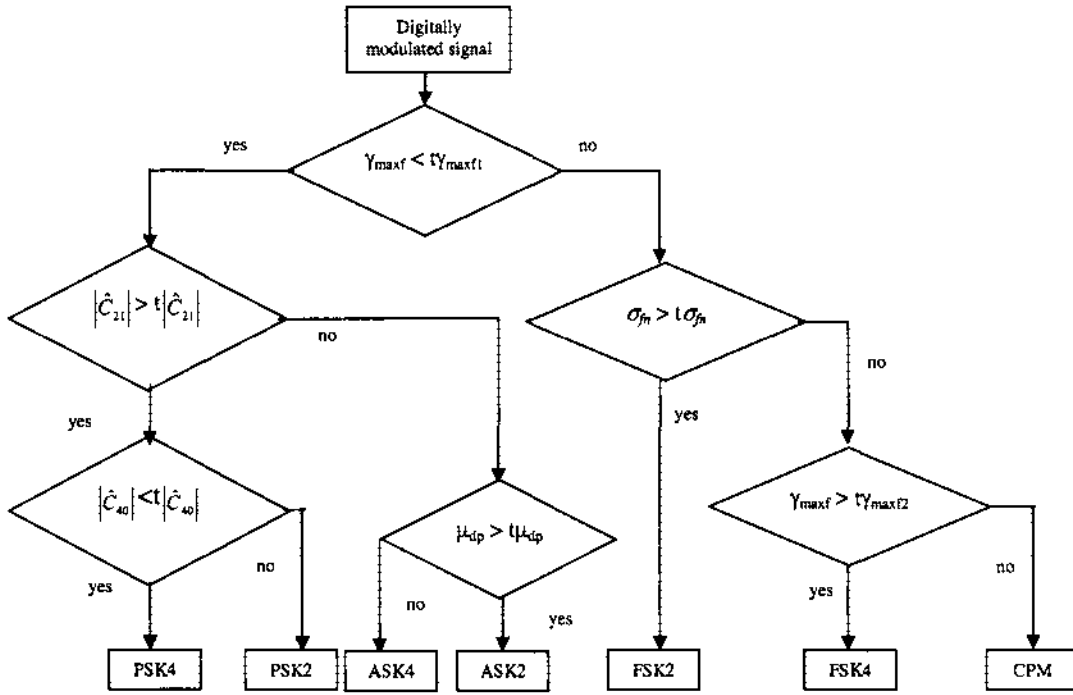 Digitally
modulated signal
yes
γmaxf < tγmaxf1
no
|Ĉ21| > t|Ĉ21|
no
σfn > tσfn
no
yes
yes
|Ĉ40| <t|Ĉ40|
μdp > tμdp
γmaxf > tγmaxf2
yes
no
no
yes
yes
no
PSK4
PSK2
ASK4
ASK2
FSK2
FSK4
CPM